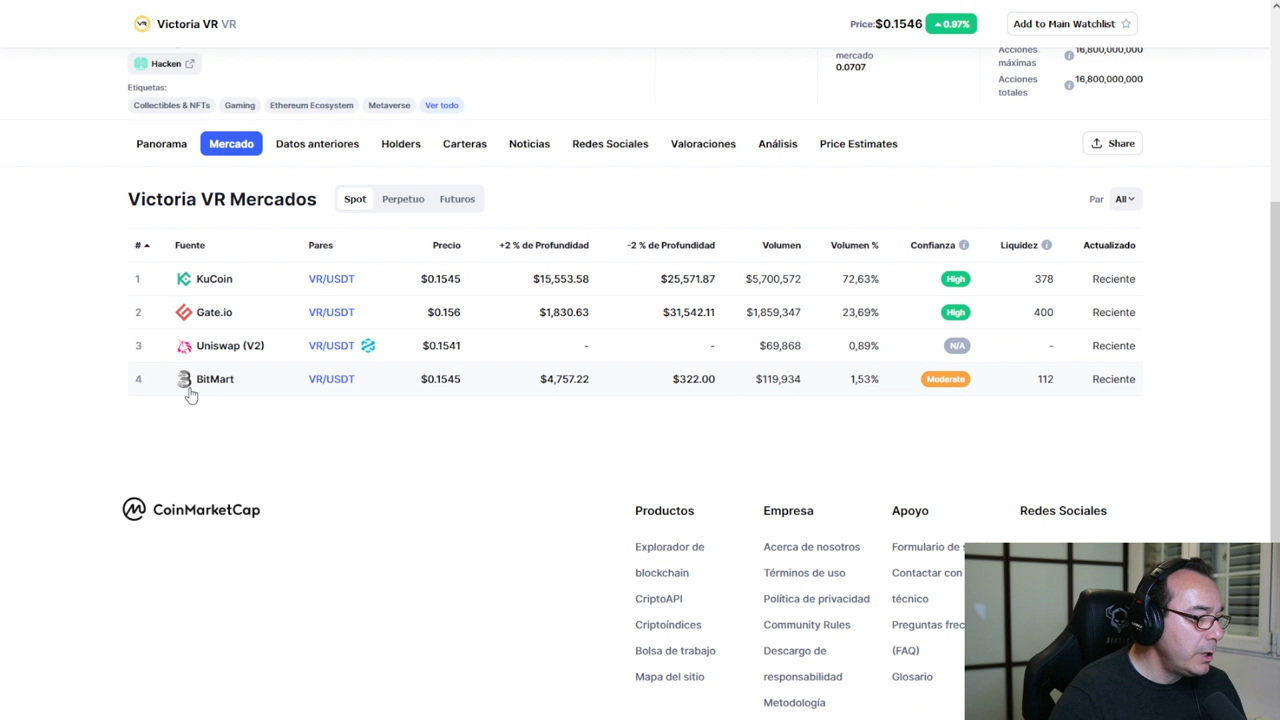 Victoria VR VR
Price:$0.1546 0.97%
Add to Main Watchlist
Hacken
mercado
0.0707
Acciones máximas
16,800,000,000
Acciones totales
16,800,000,000
Etiquetas:
Collectibles & NFTs Gaming Ethereum Ecosystem Metaverse Ver todo
Panorama Mercado Datos anteriores Holders Carteras Noticias Redes Sociales Valoraciones Análisis Price Estimates Share
Victoria VR Mercados Spot Perpetuo Futuros Par All
# Fuente Pares Precio +2 % de Profundidad -2 % de Profundidad Volumen Volumen % Confianza Liquidez Actualizado
1 KuCoin VR/USDT $0.1545 $15,553.58 $25,571.87 $5,700,572 72,63% High 378 Reciente
2 Gate.io VR/USDT $0.156 $1,830.63 $31,542.11 $1,859,347 23,69% High 400 Reciente
3 Uniswap (V2) VR/USDT $0.1541 - - $69,868 0,89% N/A - Reciente
4 BitMart VR/USDT $0.1545 $4,757.22 $322.00 $119,934 1,53% Moderate 112 Reciente
CoinMarketCap
Productos
Explorador de
blockchain
CriptoAPI
Criptoíndices
Bolsa de trabajo
Mapa del sitio
Empresa
Acerca de nosotros
Términos de uso
Política de privacidad
Community Rules
Descargo de
responsabilidad
Metodología
Apoyo
Formulario de
Contactar con
técnico
Preguntas frec
(FAQ)
Glosario
Redes Sociales